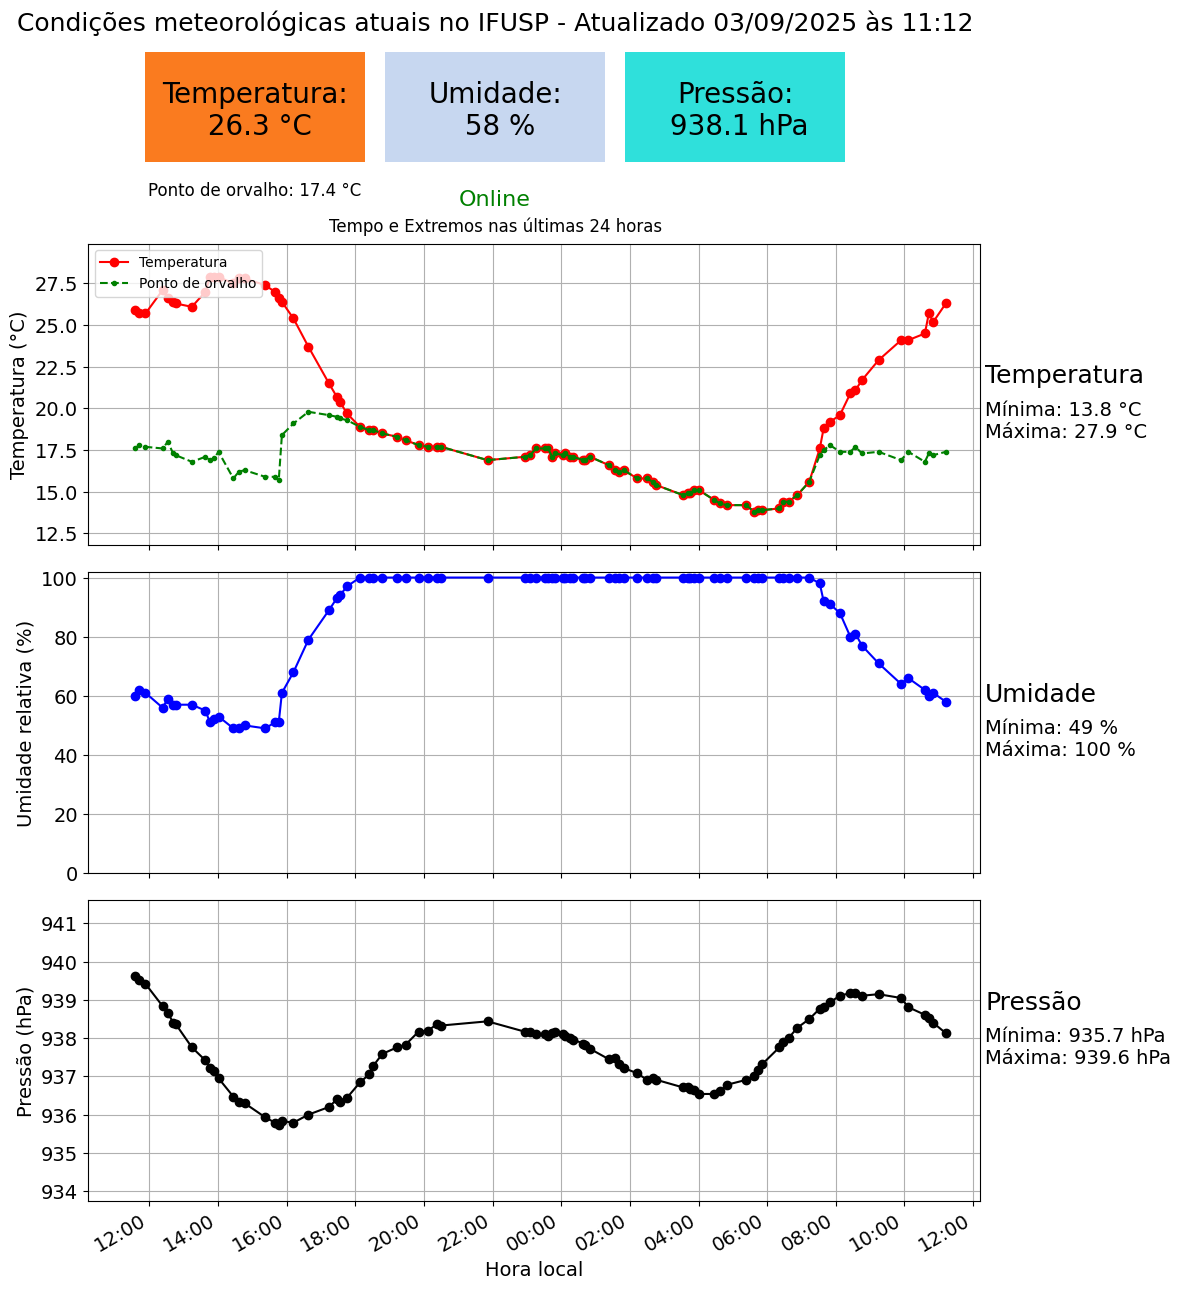 Condições meteorológicas atuais no IFUSP - Atualizado 03/09/2025 às 11:12
Temperatura:
26.3 °C
Umidade:
58 %
Pressão:
938.1 hPa
Ponto de orvalho: 17.4 °C
Online
Tempo e Extremos nas últimas 24 horas
Temperatura
Ponto de orvalho
Temperatura (°C)
27.5
25.0
22.5
20.0
17.5
15.0
12.5
Temperatura
Mínima: 13.8 °C
Máxima: 27.9 °C
Umidade relativa (%)
100
80
60
40
20
0
Umidade
Mínima: 49 %
Máxima: 100 %
Pressão (hPa)
941
940
939
938
937
936
935
934
Pressão
Mínima: 935.7 hPa
Máxima: 939.6 hPa
12:00
14:00
16:00
18:00
20:00
22:00
00:00
02:00
04:00
06:00
08:00
10:00
12:00
Hora local